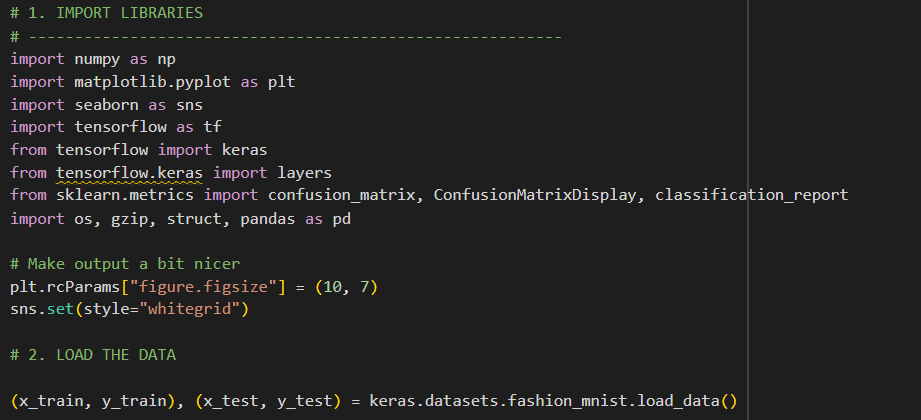 # 1. IMPORT LIBRARIES
# ----------------------------------------------------------
import numpy as np
import matplotlib.pyplot as plt
import seaborn as sns
import tensorflow as tf
from tensorflow import keras
from tensorflow.keras import layers
from sklearn.metrics import confusion_matrix, ConfusionMatrixDisplay, classification_report
import os, gzip, struct, pandas as pd
# Make output a bit nicer
plt.rcParams["figure.figsize"] = (10, 7)
sns.set(style="whitegrid")
# 2. LOAD THE DATA
(x_train, y_train), (x_test, y_test) = keras.datasets.fashion_mnist.load_data()